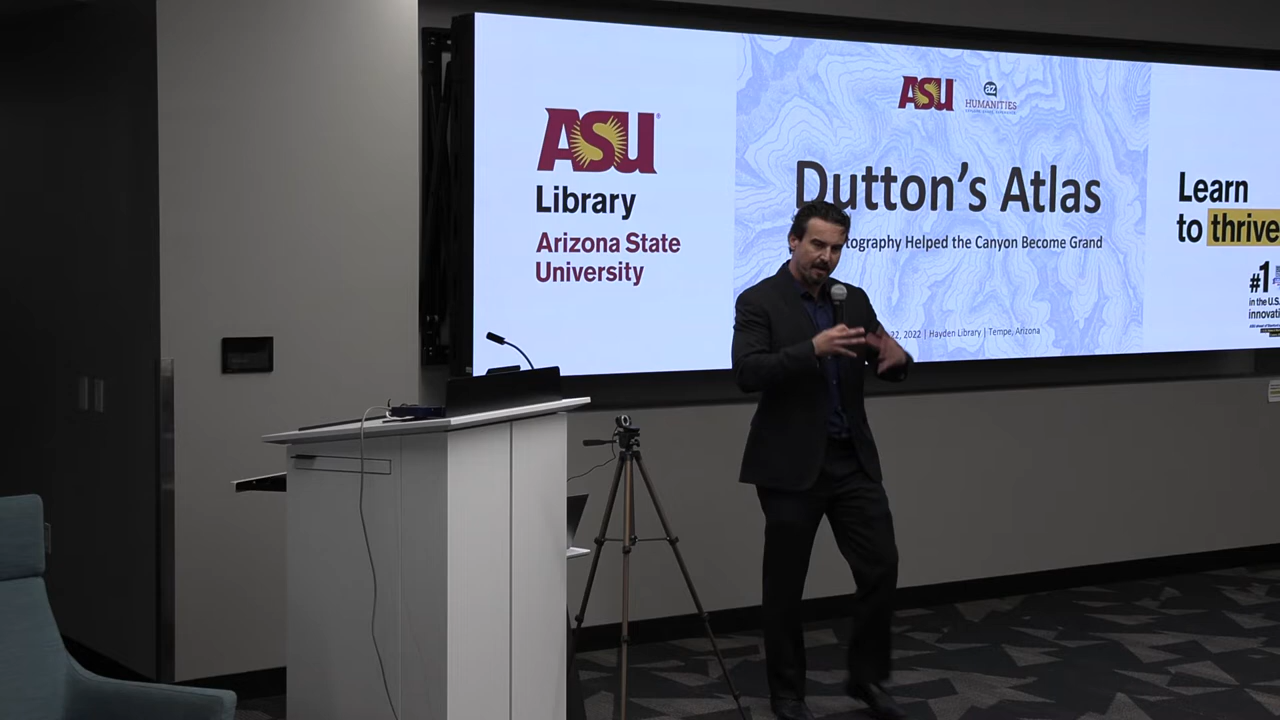 ASU
Library
Arizona State
University
ASU
az
HUMANITIES
Dutton's Atlas
tography Helped the Canyon Become Grand
22, 2022 | Hayden Library | Tempe, Arizona
Learn
to thrive
#1
in the U.S.
innovati